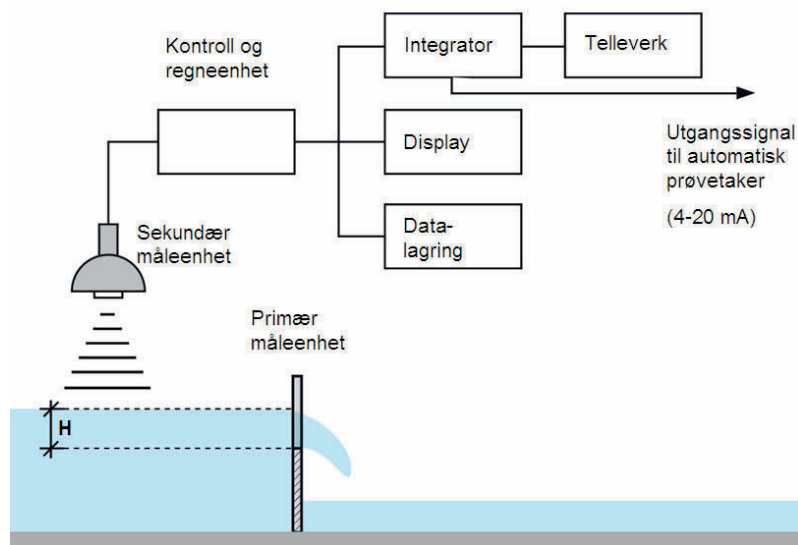 Kontroll og
regneenhet
Integrator
Telleverk
Display
Utgangssignal
til automatisk
prøvetaker
(4-20 mA)
Data-
lagring
Sekundær
måleenhet
Primær
måleenhet
H